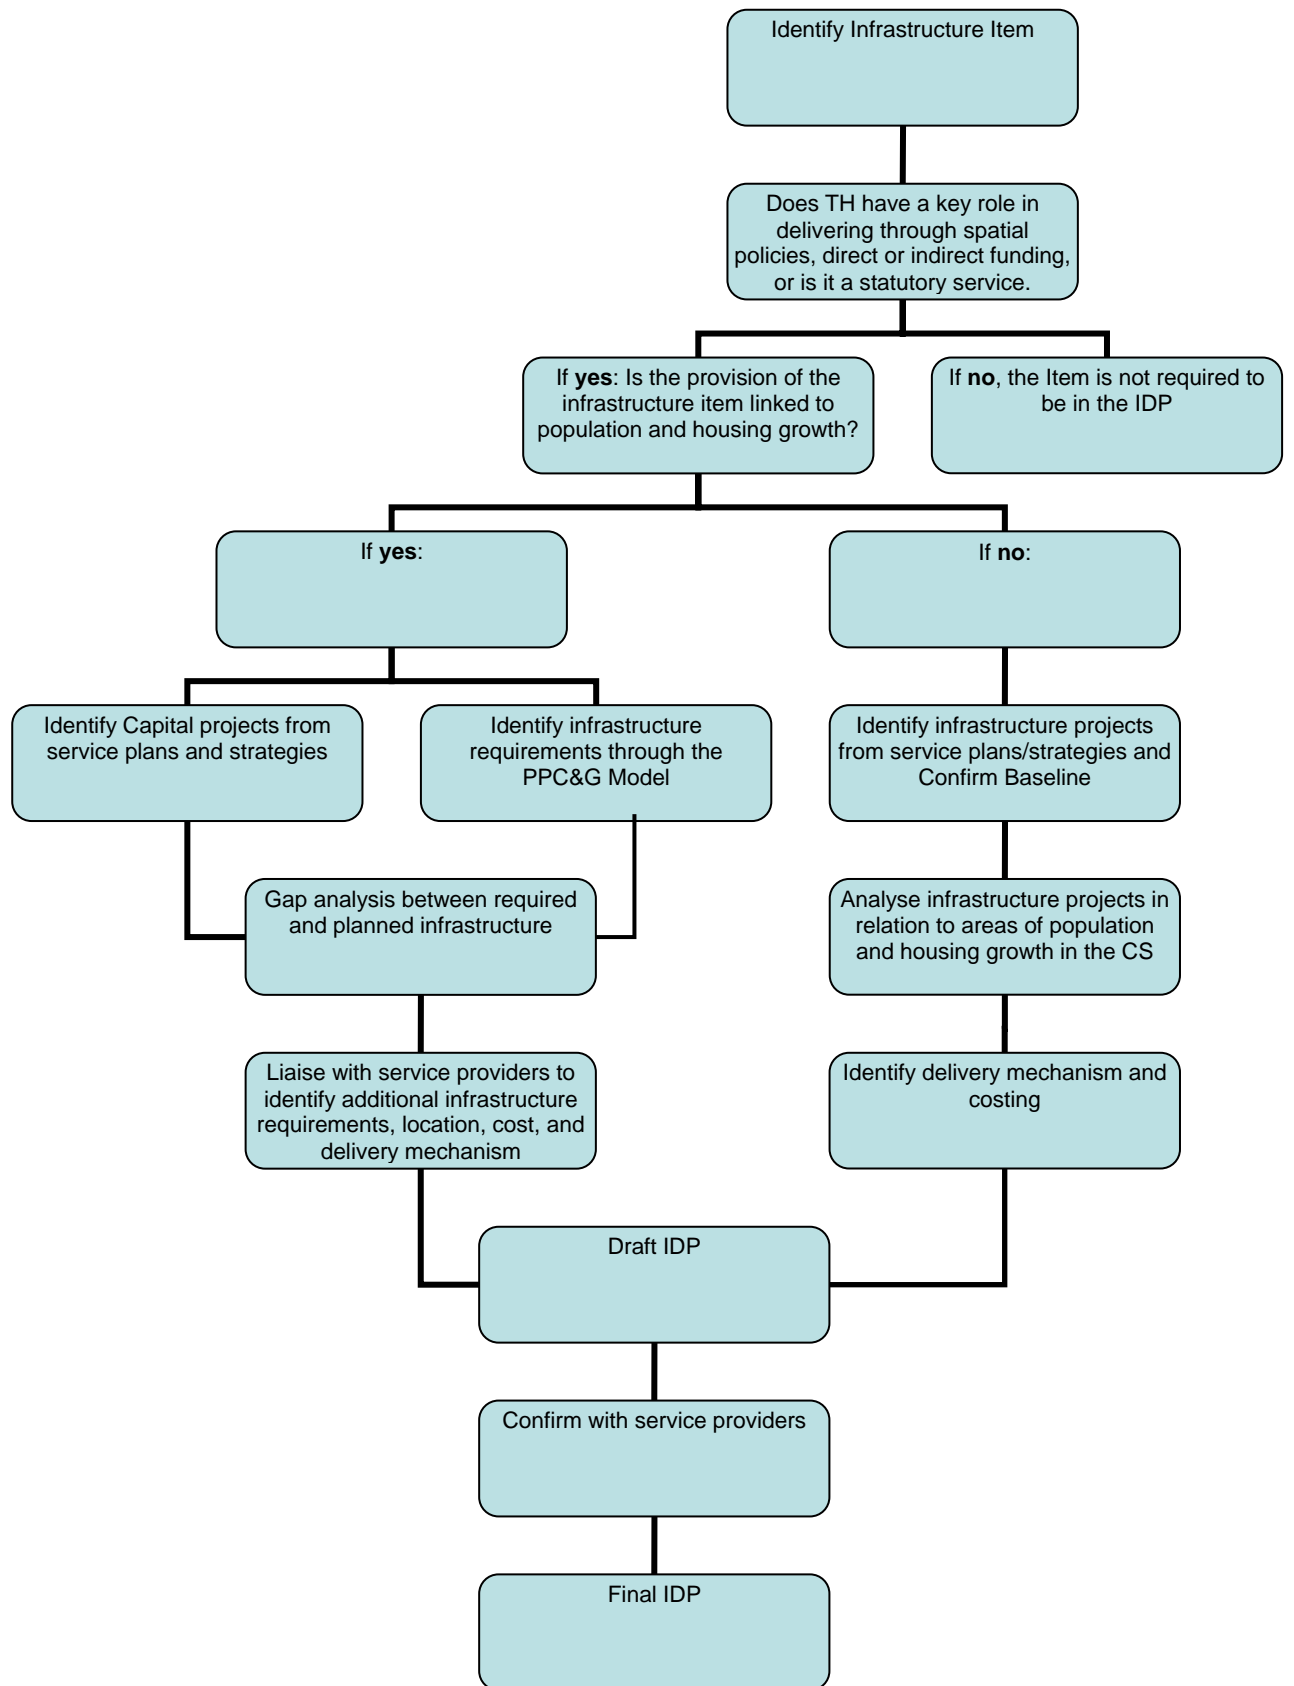 Identify Infrastructure Item
Does TH have a key role in
delivering through spatial
policies, direct or indirect funding,
or is it a statutory service.
If yes: Is the provision of the
infrastructure item linked to
population and housing growth?
If no, the Item is not required to
be in the IDP
If yes:
If no:
Identify Capital projects from
service plans and strategies
Identify infrastructure
requirements through the
PPC&G Model
Identify infrastructure projects
from service plans/strategies and
Confirm Baseline
Gap analysis between required
and planned infrastructure
Analyse infrastructure projects in
relation to areas of population
and housing growth in the CS
Liaise with service providers to
identify additional infrastructure
requirements, location, cost, and
delivery mechanism
Identify delivery mechanism and
costing
Draft IDP
Confirm with service providers
Final IDP